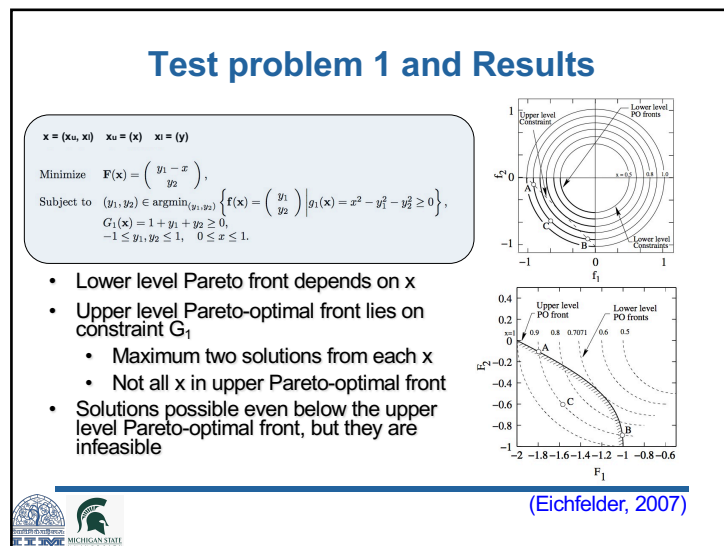 Test problem 1 and Results
x = (xu, xl) xu = (x) xl = (y)
Minimize F(x) = ( y₁ − x
y₂ ),
Subject to (y₁, y₂) ∈ argmin(y₁,y₂) { f(x) = ( y₁
y₂ ) | g₁(x) = x² − y₁² − y₂² ≥ 0 },
G₁(x) = 1 + y₁ + y₂ ≥ 0,
−1 ≤ y₁, y₂ ≤ 1, 0 ≤ x ≤ 1.
• Lower level Pareto front depends on x
• Upper level Pareto-optimal front lies on
constraint G₁
• Maximum two solutions from each x
• Not all x in upper Pareto-optimal front
• Solutions possible even below the upper
level Pareto-optimal front, but they are
infeasible
Upper level
Constraint
Lower level
PO fronts
1
0
−1
f₂
x = 0.5 0.8 1.0
A
C
B
Lower level
Constraints
−1 0 1
f₁
0.4
0.2
0
−0.2
−0.4
−0.6
−0.8
−1
F₂
Upper level
PO front
Lower level
PO fronts
x=1 0.9 0.8 0.7071 0.6 0.5
A
C
B
−2 −1.8 −1.6 −1.4 −1.2 −1 −0.8 −0.6
F₁
(Eichfelder, 2007)
MICHIGAN STATE